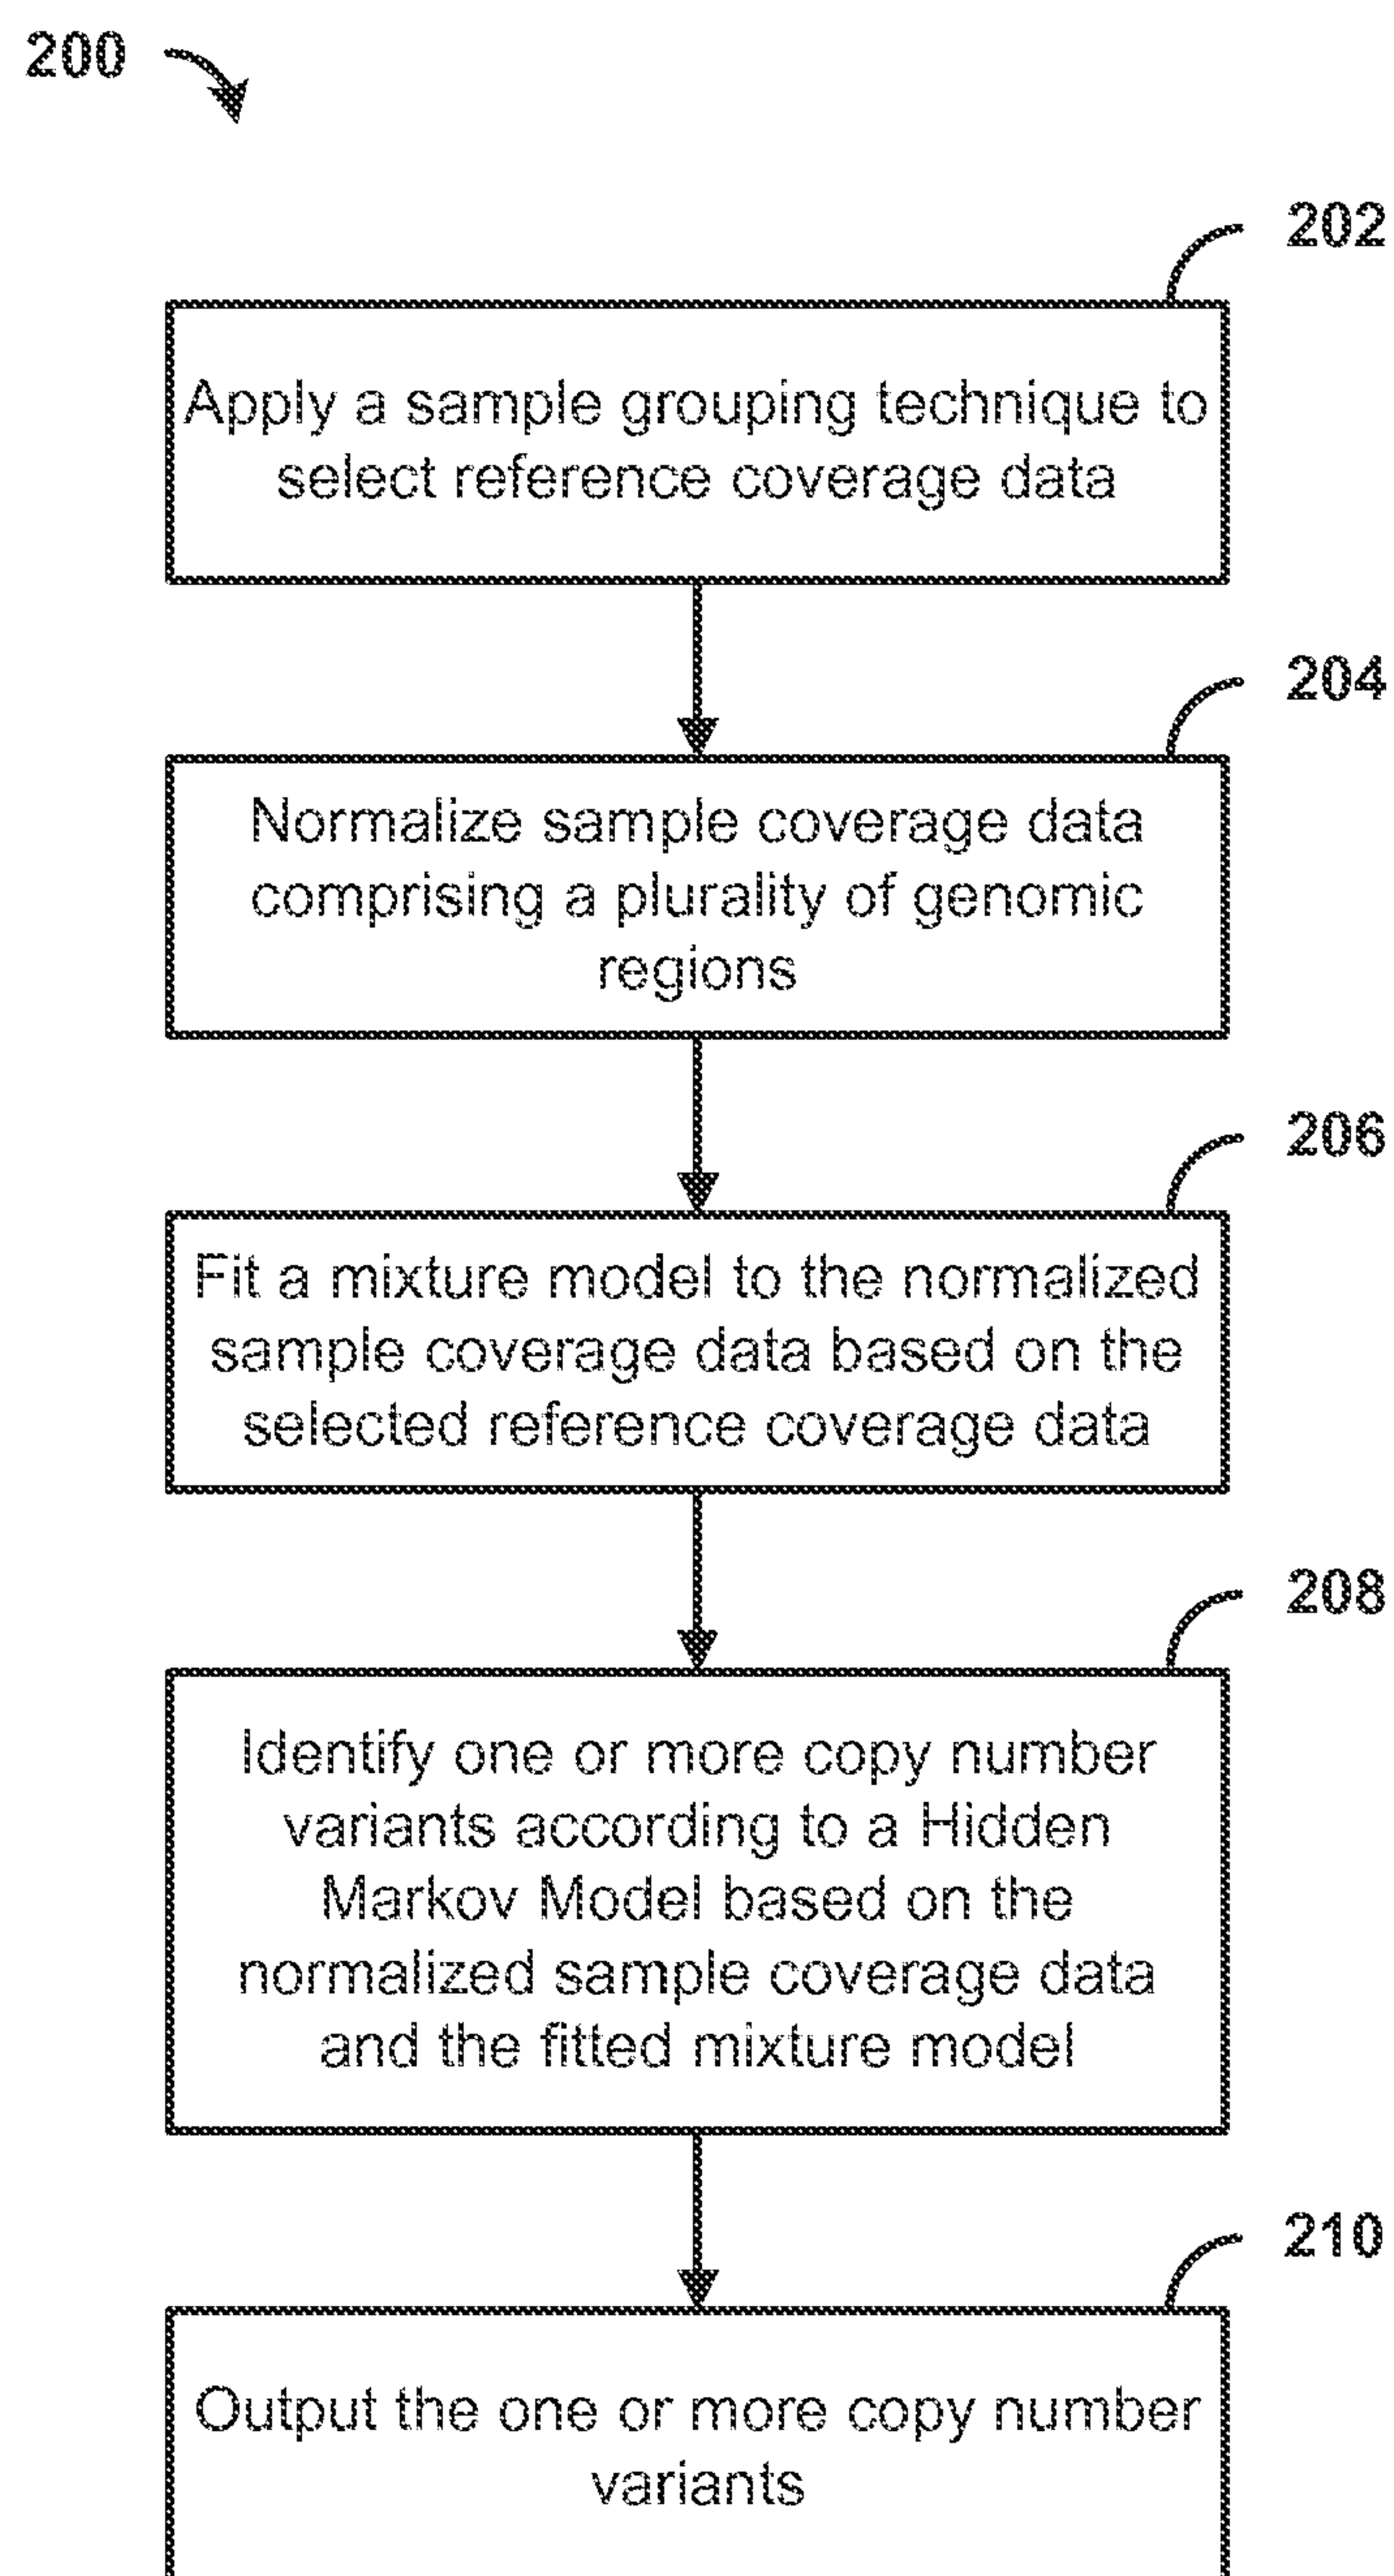 200
202
Apply a sample grouping technique to
select reference coverage data
204
Normalize sample coverage data
comprising a plurality of genomic
regions
206
Fit a mixture model to the normalized
sample coverage data based on the
selected reference coverage data
208
Identify one or more copy number
variants according to a Hidden
Markov Model based on the
normalized sample coverage data
and the fitted mixture model
210
Output the one or more copy number
variants